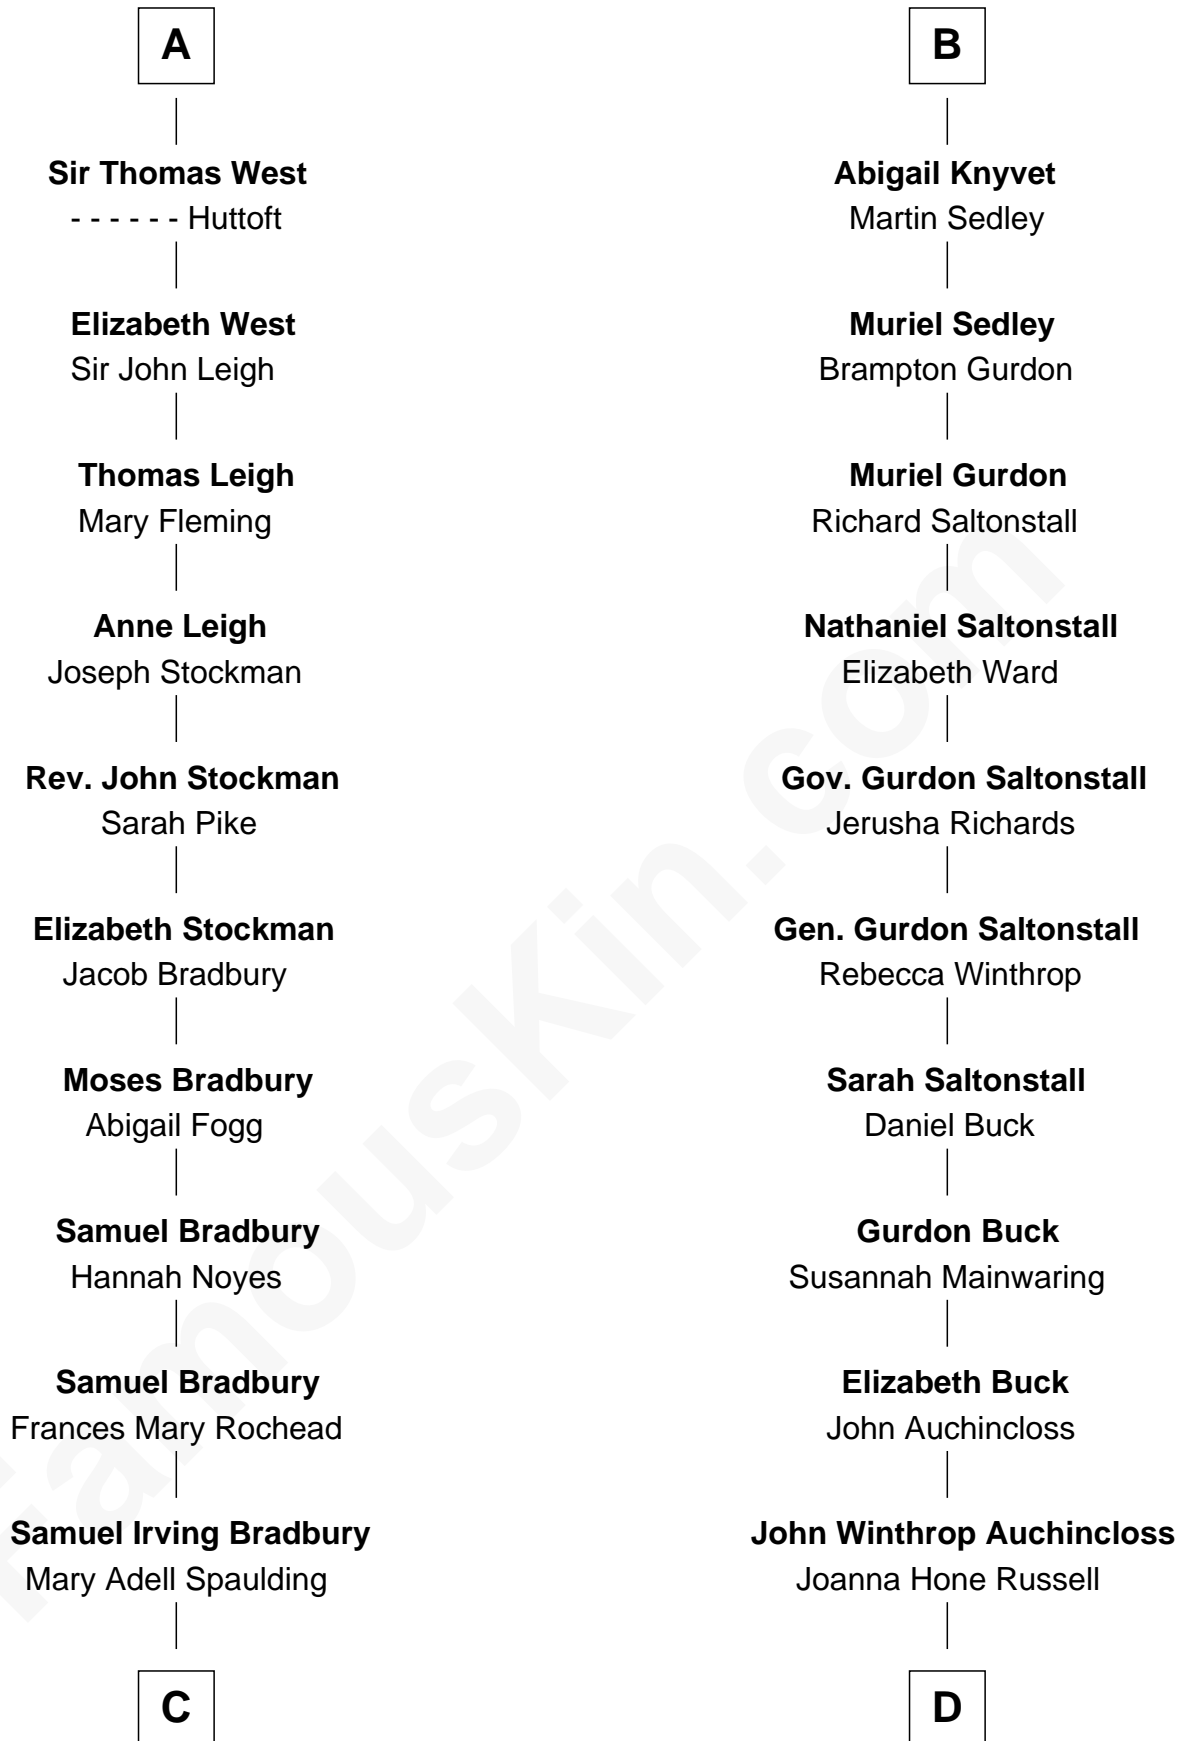 A
Sir Thomas West
- - - - - - Huttoft
Elizabeth West
Sir John Leigh
Thomas Leigh
Mary Fleming
Anne Leigh
Joseph Stockman
Rev. John Stockman
Sarah Pike
Elizabeth Stockman
Jacob Bradbury
Moses Bradbury
Abigail Fogg
Samuel Bradbury
Hannah Noyes
Samuel Bradbury
Frances Mary Rochead
Samuel Irving Bradbury
Mary Adell Spaulding
C
B
Abigail Knyvet
Martin Sedley
Muriel Sedley
Brampton Gurdon
Muriel Gurdon
Richard Saltonstall
Nathaniel Saltonstall
Elizabeth Ward
Gov. Gurdon Saltonstall
Jerusha Richards
Gen. Gurdon Saltonstall
Rebecca Winthrop
Sarah Saltonstall
Daniel Buck
Gurdon Buck
Susannah Mainwaring
Elizabeth Buck
John Auchincloss
John Winthrop Auchincloss
Joanna Hone Russell
D
FamousKin.com